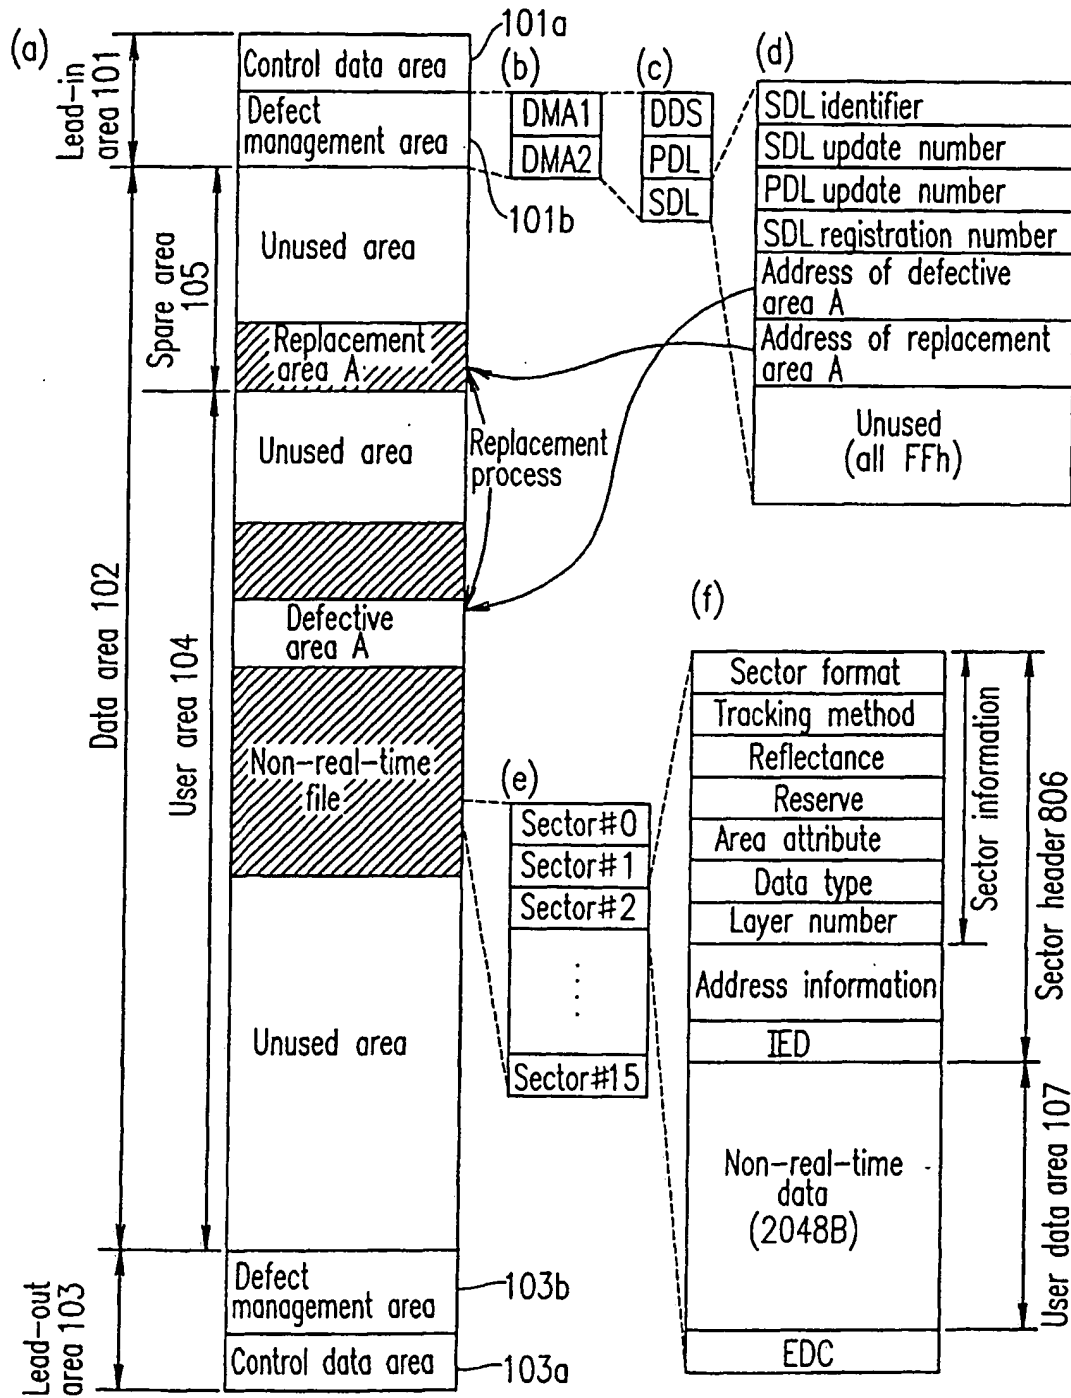 (a)
Lead-in
area 101
Control data area
101a
Defect
management area
101b
(b)
DMA1
DMA2
(c)
DDS
PDL
SDL
(d)
SDL identifier
SDL update number
PDL update number
SDL registration number
Address of defective
area A
Address of replacement
area A
Unused
(all FFh)
Data area 102
Spare area
105
Unused area
Replacement
area A
User area 104
Unused area
Replacement
process
Defective
area A
Non-real-time
file
Unused area
(e)
Sector#0
Sector#1
Sector#2
Sector#15
(f)
Sector format
Tracking method
Reflectance
Reserve
Area attribute
Data type
Layer number
Address information
IED
Non-real-time
data
(2048B)
EDC
Sector information
Sector header 806
User data area 107
Lead-out
area 103
Defect
management area
103b
Control data area
103a